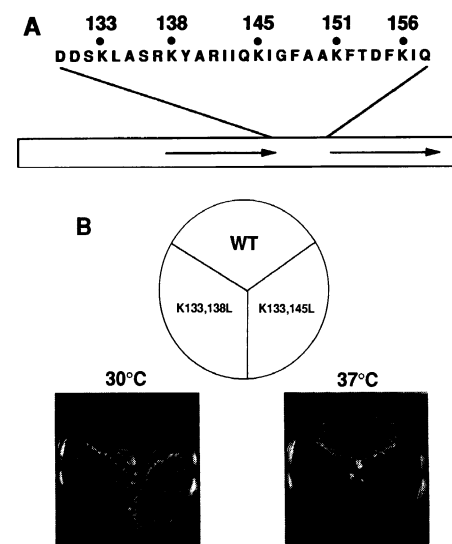 A
133 138 145 151 156
DDSKLASRKYARIIQKIGFAAKFTDFKIQ
B
WT
K133,138L K133,145L
30°C 37°C